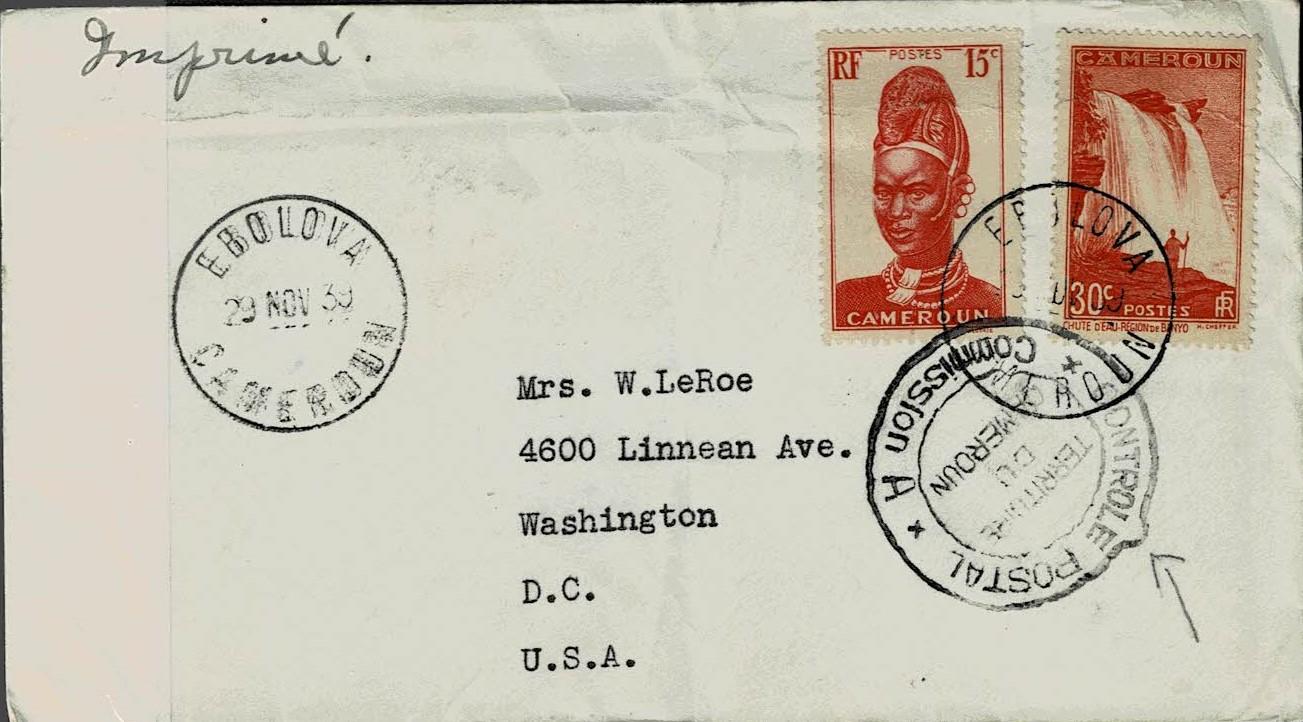 Imprimé.
RF POSTES 15c
CAMEROUN
CAMEROUN
30c POSTES RF
CHUTE D'EAU-RÉGION DE BANYO H.CHEFFER
EBOLOVA
29 NOV 39
CAMEROUN
EBOLOVA
Mrs. W.LeRoe
4600 Linnean Ave.
Washington
D.C.
U.S.A.
CONTROLE POSTAL * Commission A *
TERRITOIRE
DU
CAMEROUN